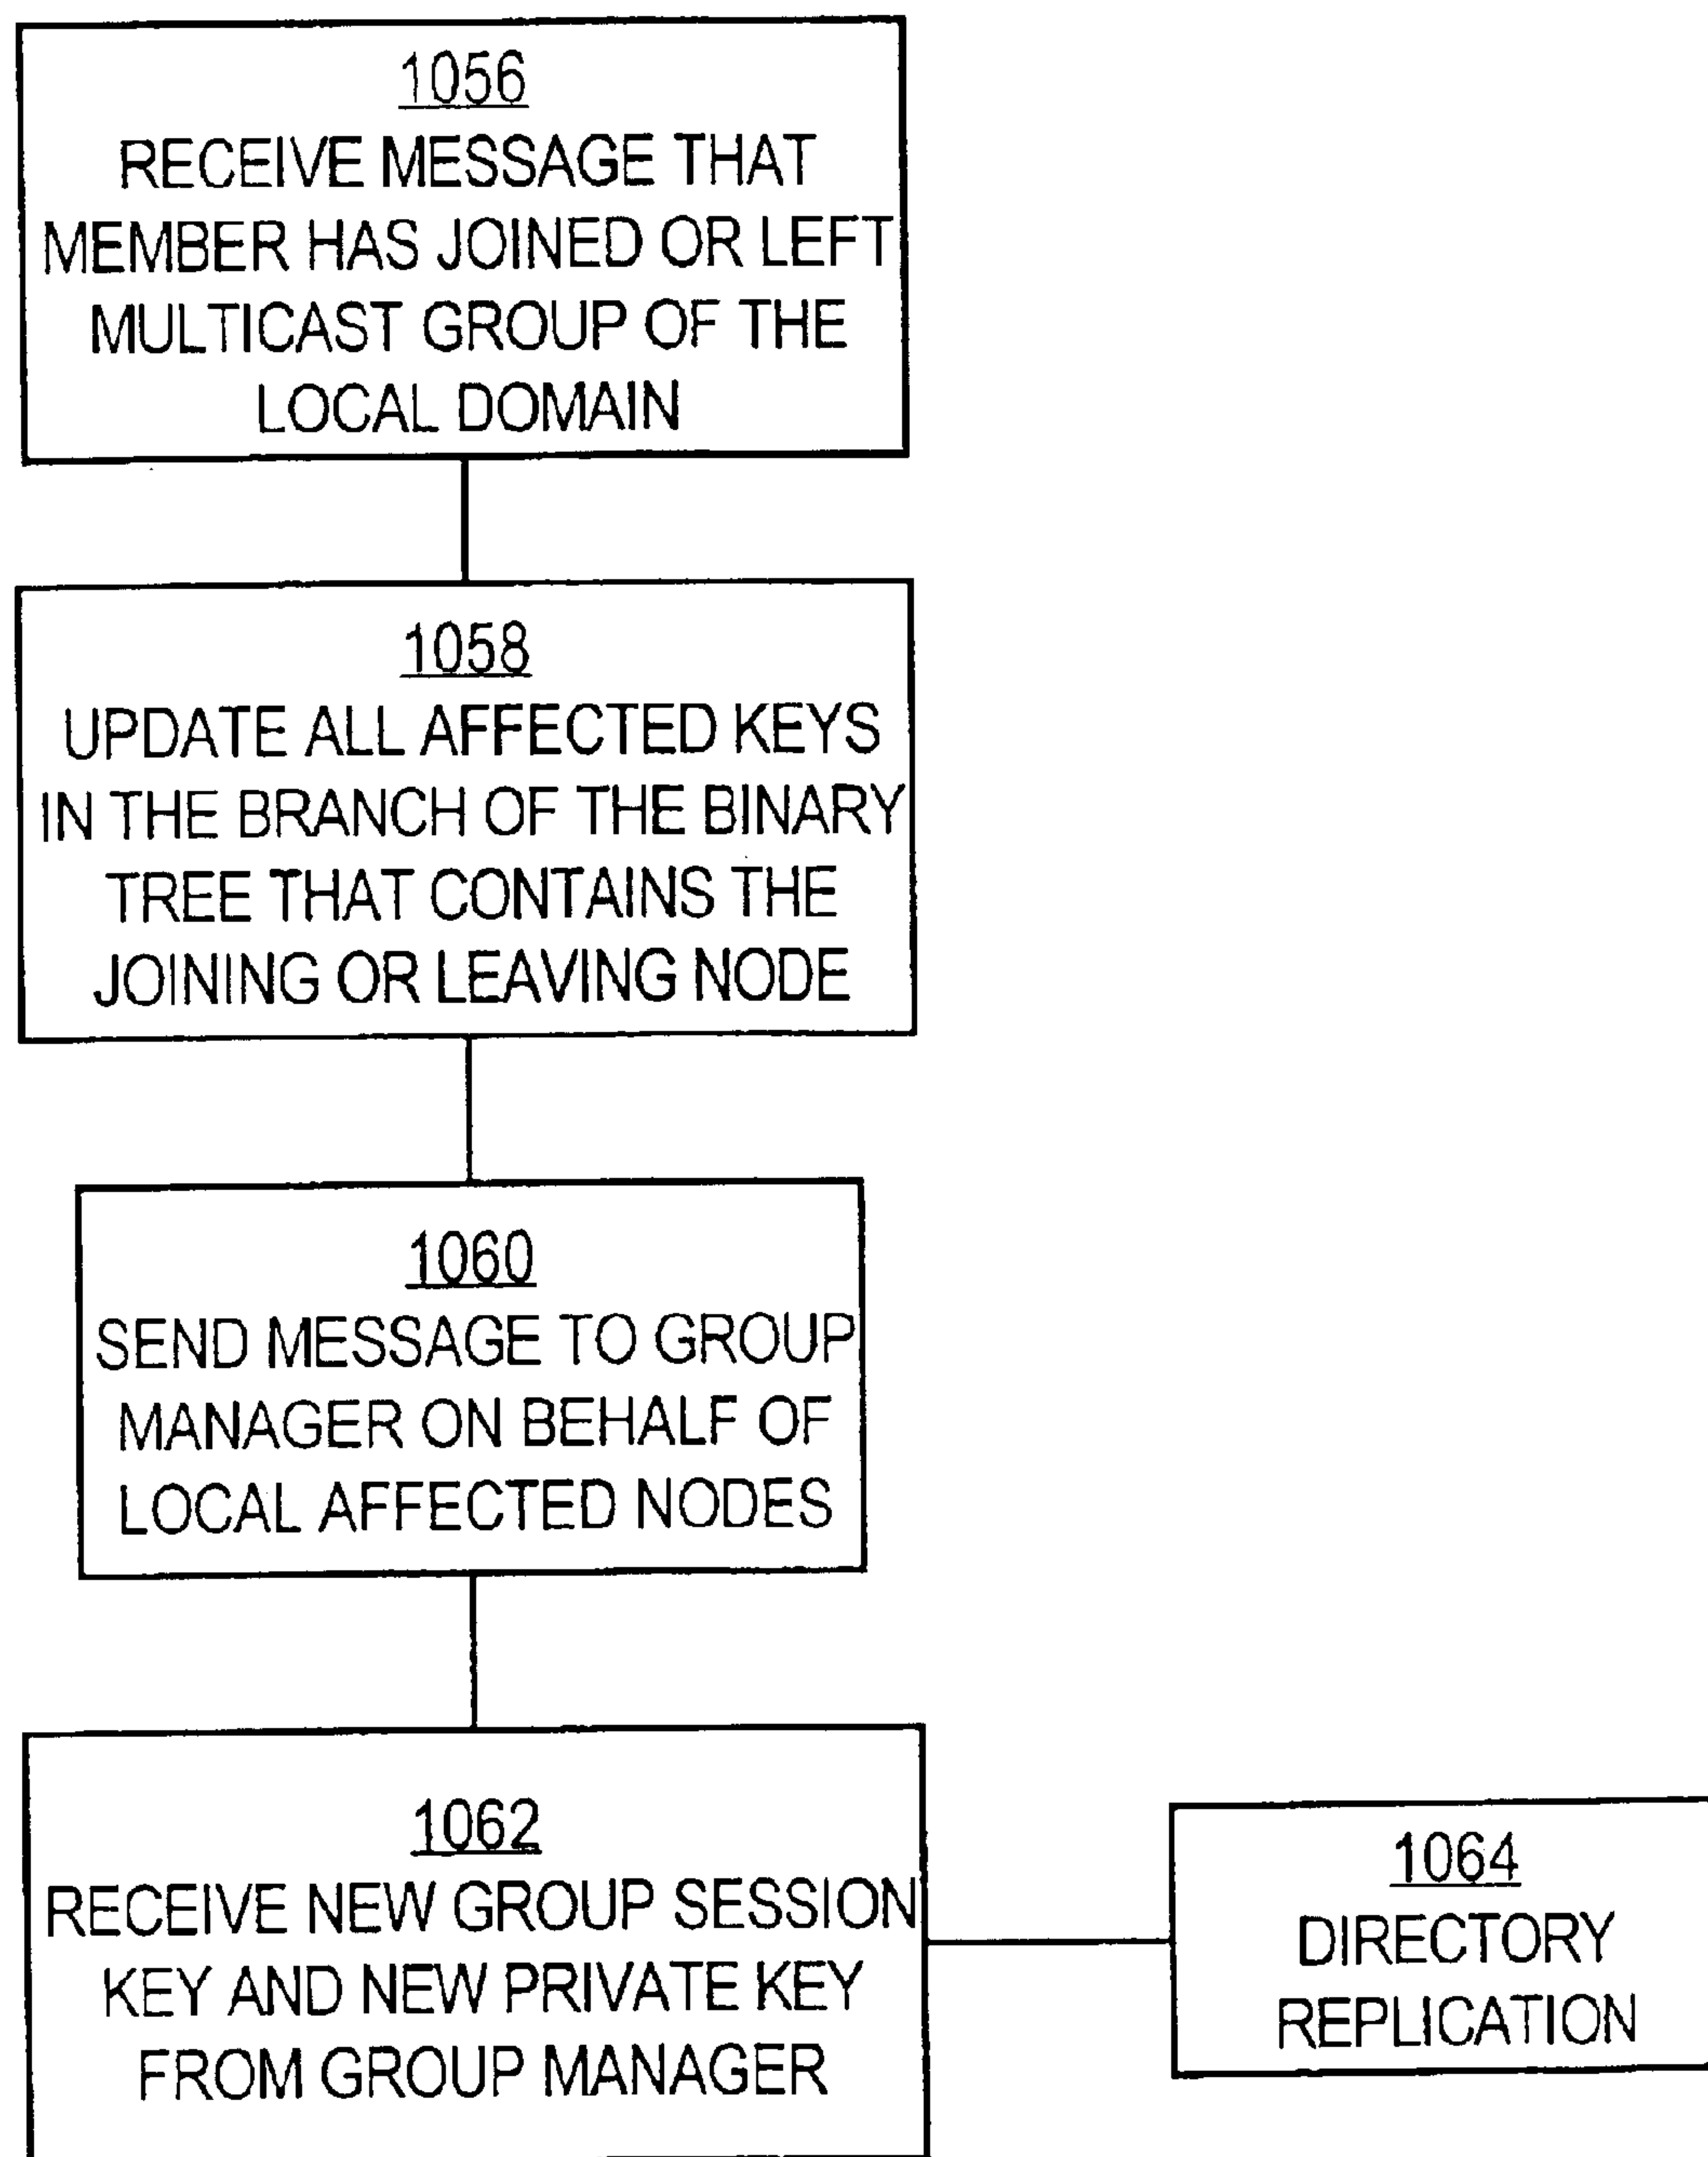 1056
RECEIVE MESSAGE THAT
MEMBER HAS JOINED OR LEFT
MULTICAST GROUP OF THE
LOCAL DOMAIN
1058
UPDATE ALL AFFECTED KEYS
IN THE BRANCH OF THE BINARY
TREE THAT CONTAINS THE
JOINING OR LEAVING NODE
1060
SEND MESSAGE TO GROUP
MANAGER ON BEHALF OF
LOCAL AFFECTED NODES
1062
RECEIVE NEW GROUP SESSION
KEY AND NEW PRIVATE KEY
FROM GROUP MANAGER
1064
DIRECTORY
REPLICATION